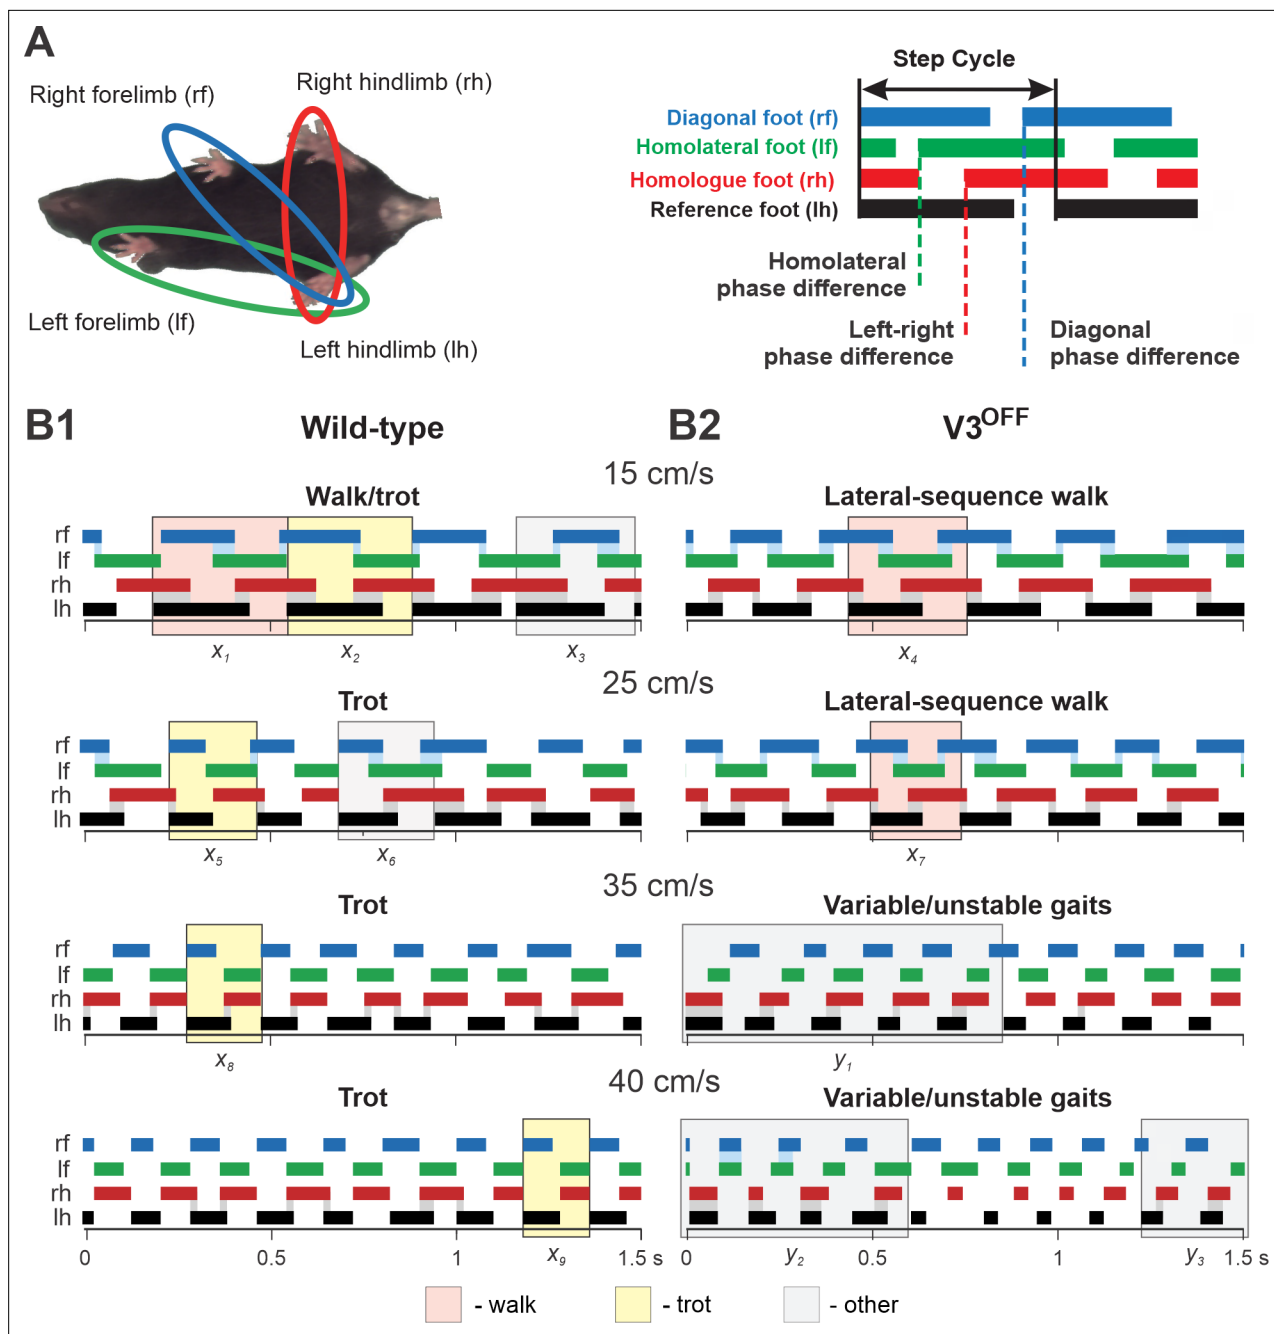 A
Right forelimb (rf)
Right hindlimb (rh)
Left forelimb (lf)
Left hindlimb (lh)
Step Cycle
Diagonal foot (rf)
Homolateral foot (lf)
Homologue foot (rh)
Reference foot (lh)
Homolateral
phase difference
Left-right
phase difference
Diagonal
phase difference
B1 Wild-type
B2 V3OFF
15 cm/s
Walk/trot
Lateral-sequence walk
rf
lf
rh
lh
x1 x2 x3 x4
25 cm/s
Trot
Lateral-sequence walk
rf
lf
rh
lh
x5 x6 x7
35 cm/s
Trot
Variable/unstable gaits
rf
lf
rh
lh
x8 y1
40 cm/s
Trot
Variable/unstable gaits
rf
lf
rh
lh
0 0.5 1 x9 1.5 s
0 y2 0.5 1 y3 1.5 s
- walk - trot - other